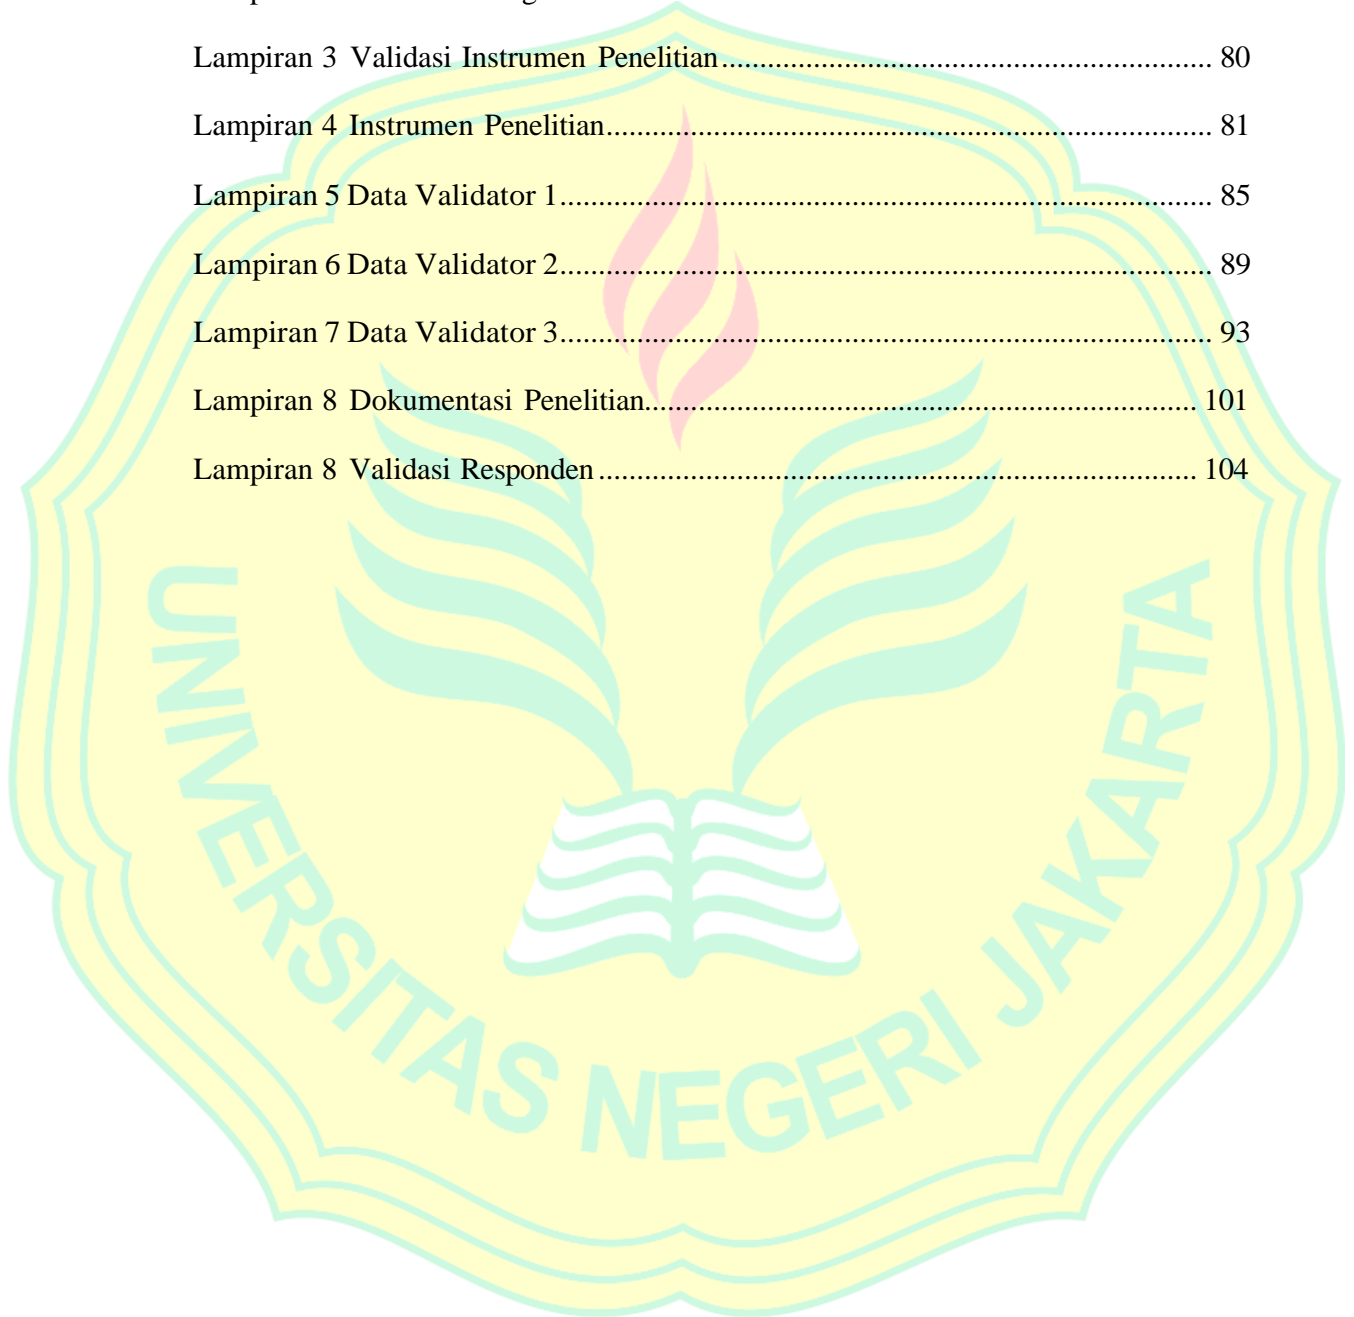 Lampiran 3 Validasi Instrumen Penelitian................................................................ 80
Lampiran 4 Instrumen Penelitian............................................................................... 81
Lampiran 5 Data Validator 1..................................................................................... 85
Lampiran 6 Data Validator 2..................................................................................... 89
Lampiran 7 Data Validator 3..................................................................................... 93
Lampiran 8 Dokumentasi Penelitian........................................................................ 101
Lampiran 8 Validasi Responden .............................................................................. 104
UNIVERSITAS NEGERI JAKARTA